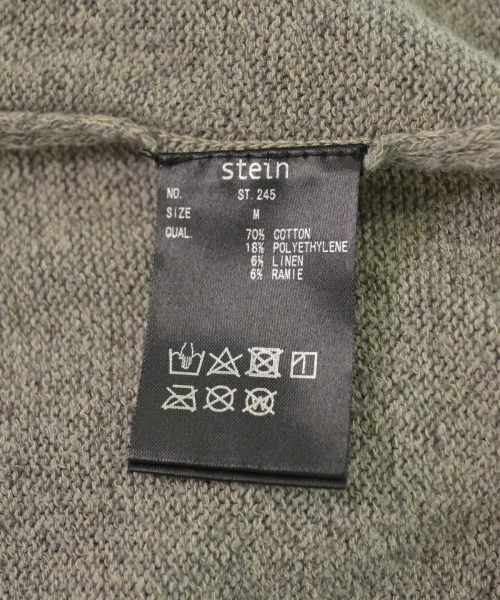 stein
NO. ST.245
SIZE M
QUAL. 70% COTTON
18% POLYETHYLENE
6% LINEN
6% RAMIE
W